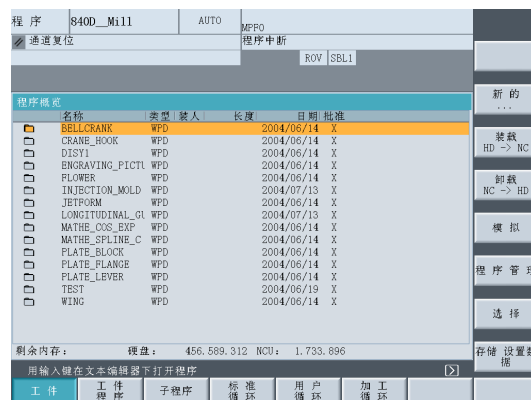 程 序 840D__Mill AUTO MPF0
通道复位 程序中断
ROV SBL1
程序概览
名称 类型 装入 长度 日期 批准
BELLCRANK WPD 2004/06/14 X
CRANE_HOOK WPD 2004/06/14 X
DISY1 WPD 2004/06/14 X
ENGRAVING_PICTU WPD 2004/06/14 X
FLOWER WPD 2004/06/14 X
INJECTION_MOLD WPD 2004/07/13 X
JETFORM WPD 2004/06/14 X
LONGITUDINAL_GU WPD 2004/07/13 X
MATHE_COS_EXP WPD 2004/06/14 X
MATHE_SPLINE_C WPD 2004/06/14 X
PLATE_BLOCK WPD 2004/06/14 X
PLATE_FLANGE WPD 2004/06/14 X
PLATE_LEVER WPD 2004/06/14 X
TEST WPD 2004/06/19 X
WING WPD 2004/06/14 X
剩余内存: 硬盘: 456.589.312 NCU: 1.733.896
用输入键在文本编辑器下打开程序
新 的
...
装载
HD -> NC
卸载
NC -> HD
模 拟
程 序 管 理
选 择
存储 设置数
据
工 件
工 件
程 序
子程序
标 准
循 环
用 户
循 环
加 工
循 环